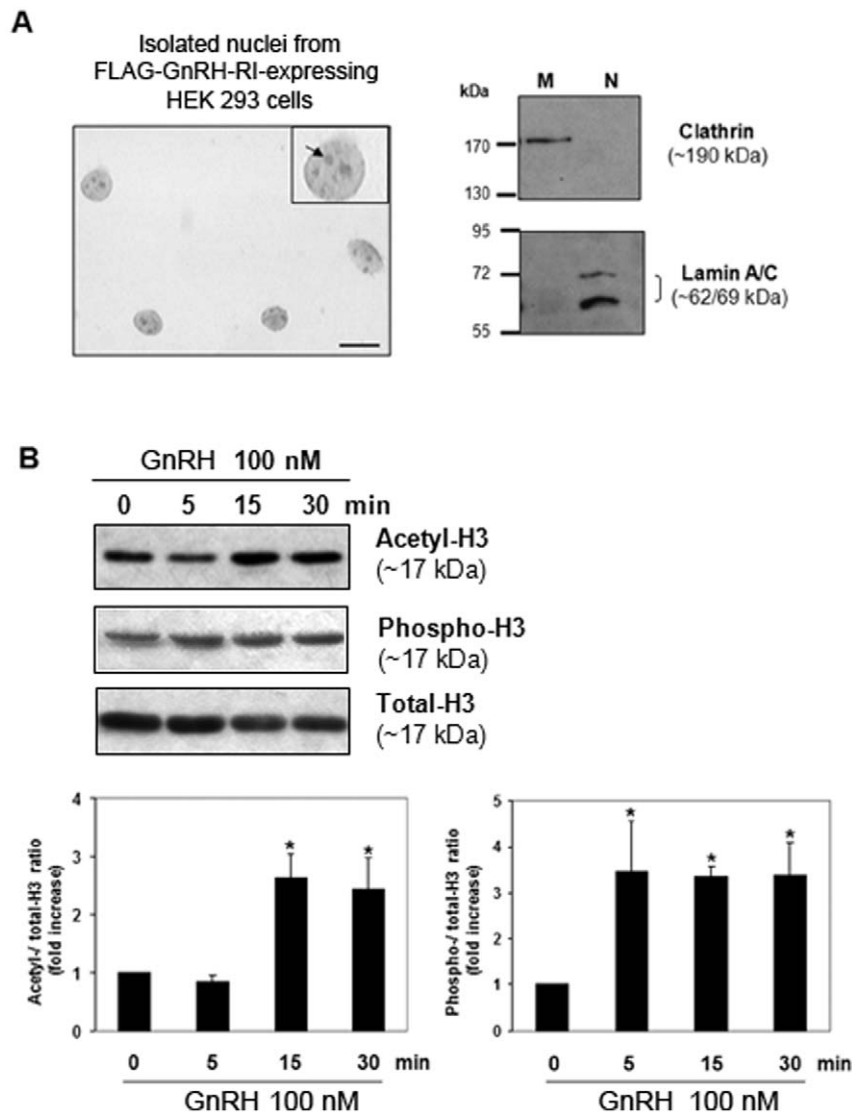 A
Isolated nuclei from
FLAG-GnRH-RI-expressing
HEK 293 cells
kDa
M N
170
130
Clathrin
(~190 kDa)
95
72
55
Lamin A/C
(~62/69 kDa)
B
GnRH 100 nM
0 5 15 30 min
Acetyl-H3
(~17 kDa)
Phospho-H3
(~17 kDa)
Total-H3
(~17 kDa)
Acetyl-/ total-H3 ratio
(fold increase)
4
3
2
1
0
* *
0 5 15 30 min
GnRH 100 nM
Phospho-/ total-H3 ratio
(fold increase)
5
4
3
2
1
0
* * *
0 5 15 30 min
GnRH 100 nM